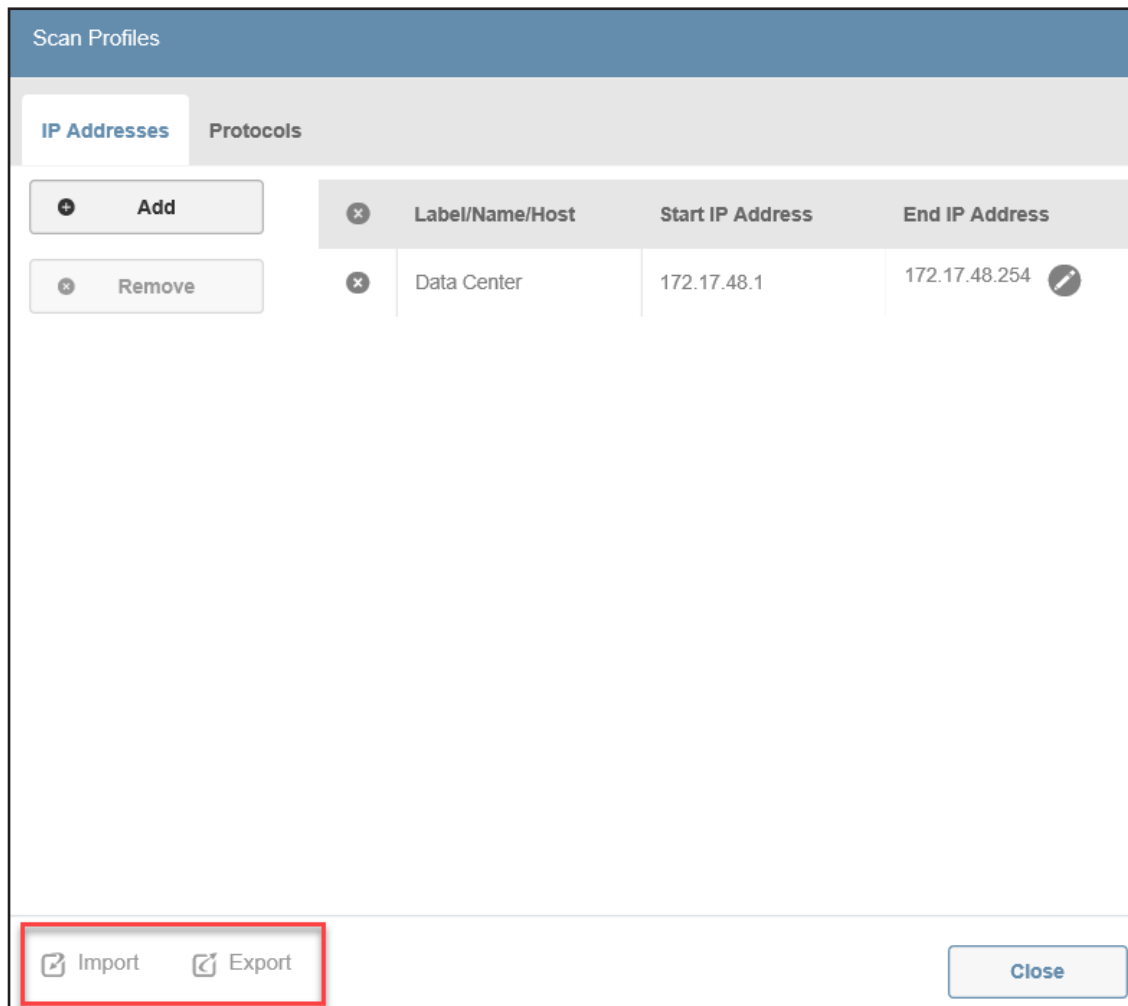 Scan Profiles
IP Addresses Protocols
Add
Label/Name/Host Start IP Address End IP Address
Remove
Data Center 172.17.48.1 172.17.48.254
Import Export
Close